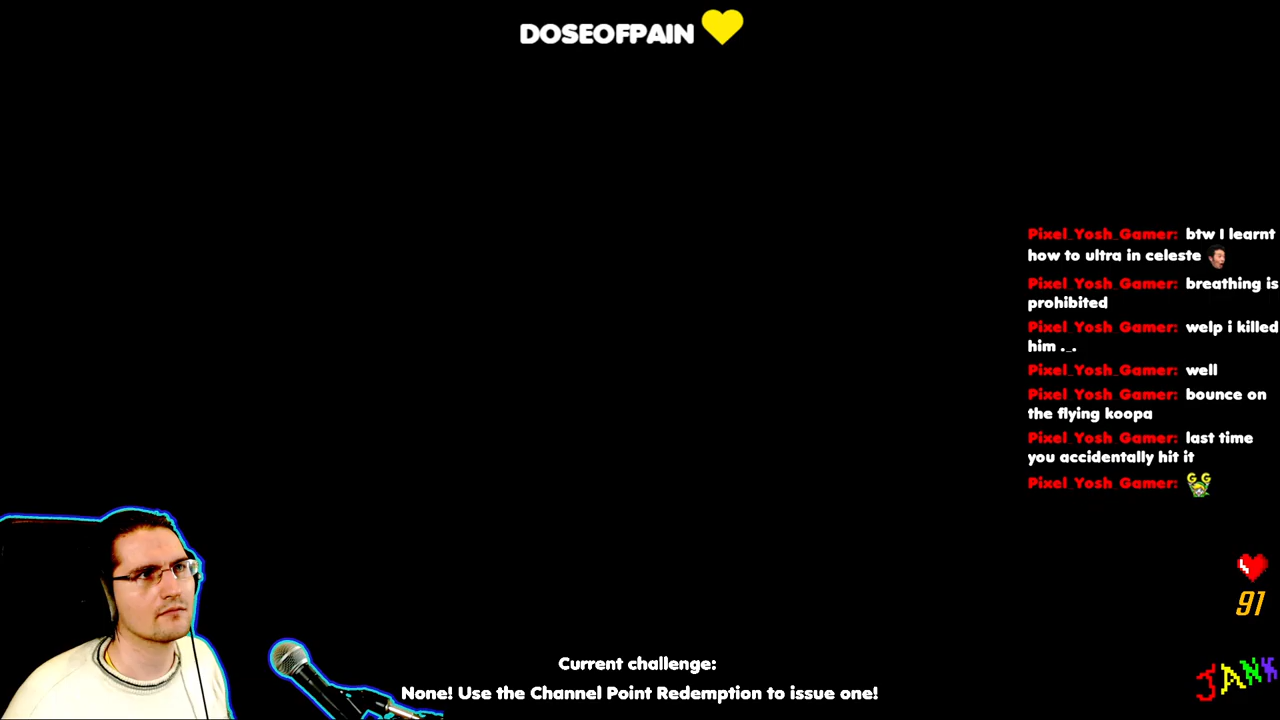 DOSEOFPAIN
Pixel_Yosh_Gamer: btw I learnt
how to ultra in celeste
Pixel_Yosh_Gamer: breathing is
prohibited
Pixel_Yosh_Gamer: welp i killed
him ._.
Pixel_Yosh_Gamer: well
Pixel_Yosh_Gamer: bounce on
the flying koopa
Pixel_Yosh_Gamer: last time
you accidentally hit it
Pixel_Yosh_Gamer: GG
91
Current challenge:
None! Use the Channel Point Redemption to issue one!
JANK